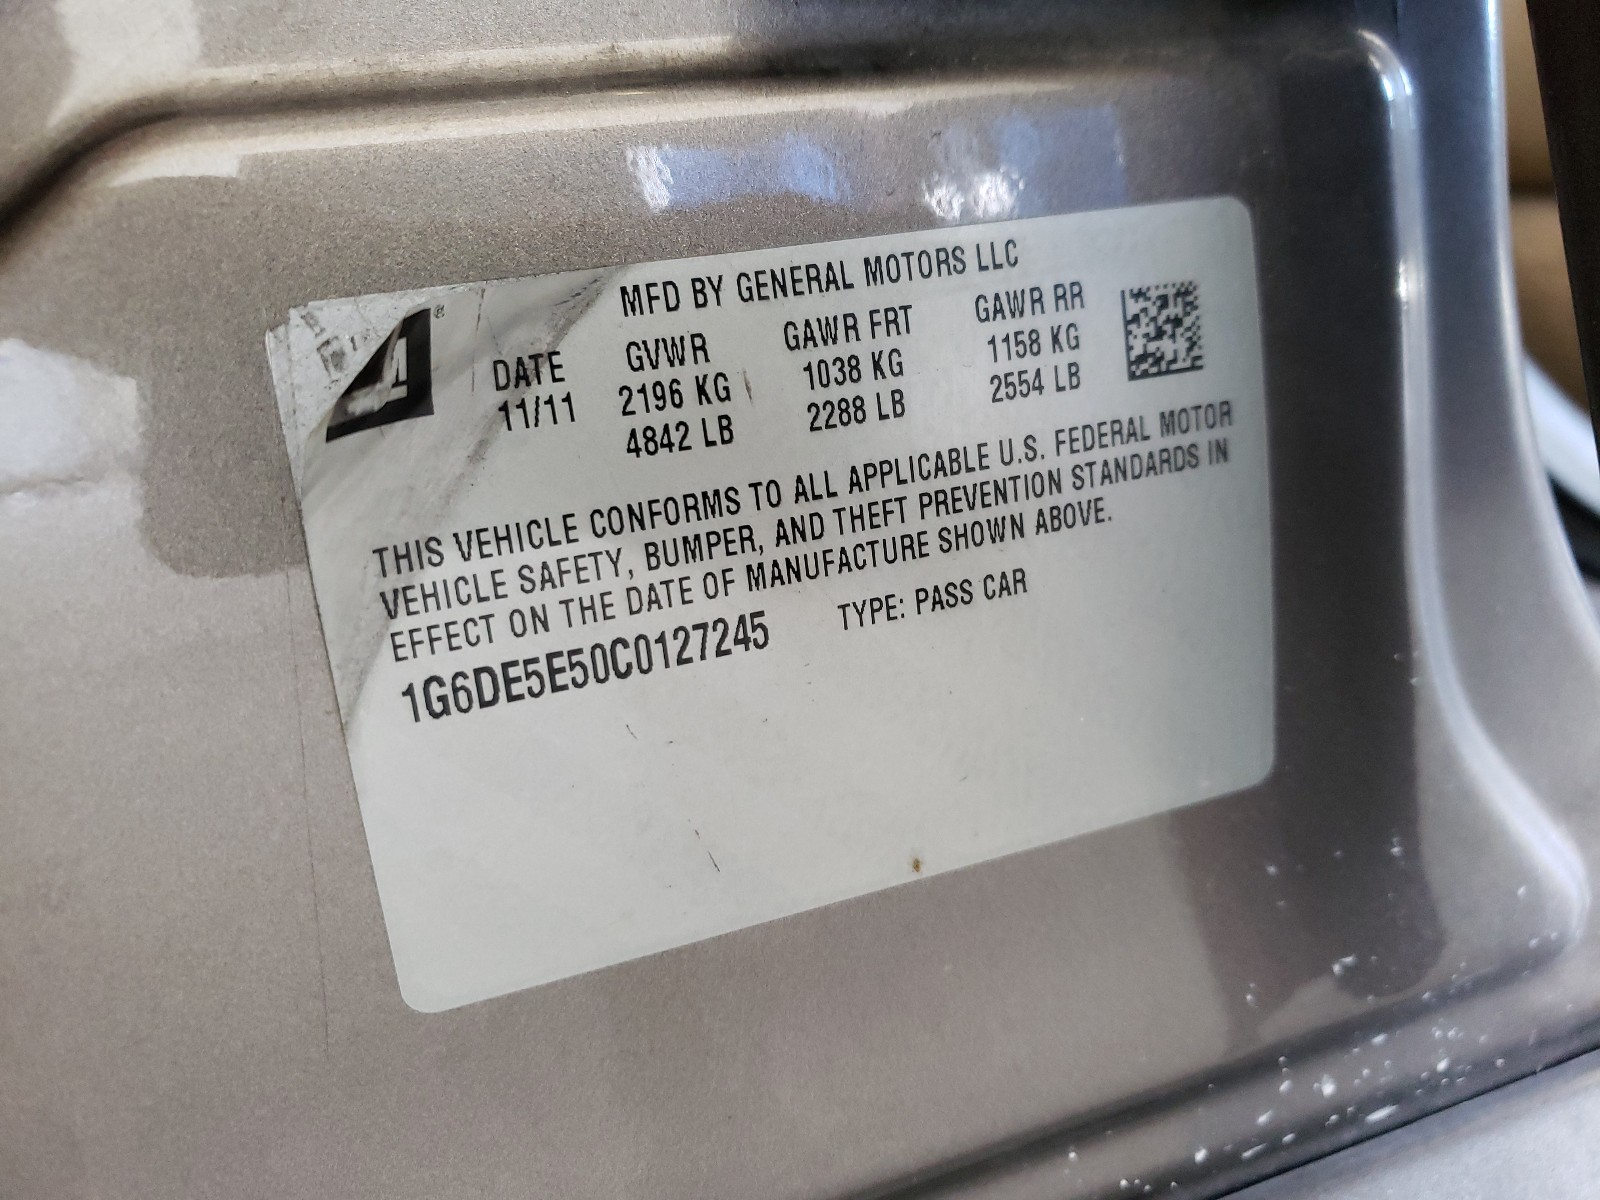 MFD BY GENERAL MOTORS LLC
DATE GVWR GAWR FRT GAWR RR
11/11 2196 KG 1038 KG 1158 KG
4842 LB 2288 LB 2554 LB
THIS VEHICLE CONFORMS TO ALL APPLICABLE U.S. FEDERAL MOTOR
VEHICLE SAFETY, BUMPER, AND THEFT PREVENTION STANDARDS IN
EFFECT ON THE DATE OF MANUFACTURE SHOWN ABOVE.
1G6DE5E50C0127245 TYPE: PASS CAR